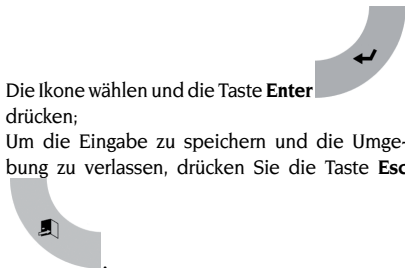 Die Ikone wählen und die Taste Enter
drücken;
Um die Eingabe zu speichern und die Umge-
bung zu verlassen, drücken Sie die Taste Esc
.